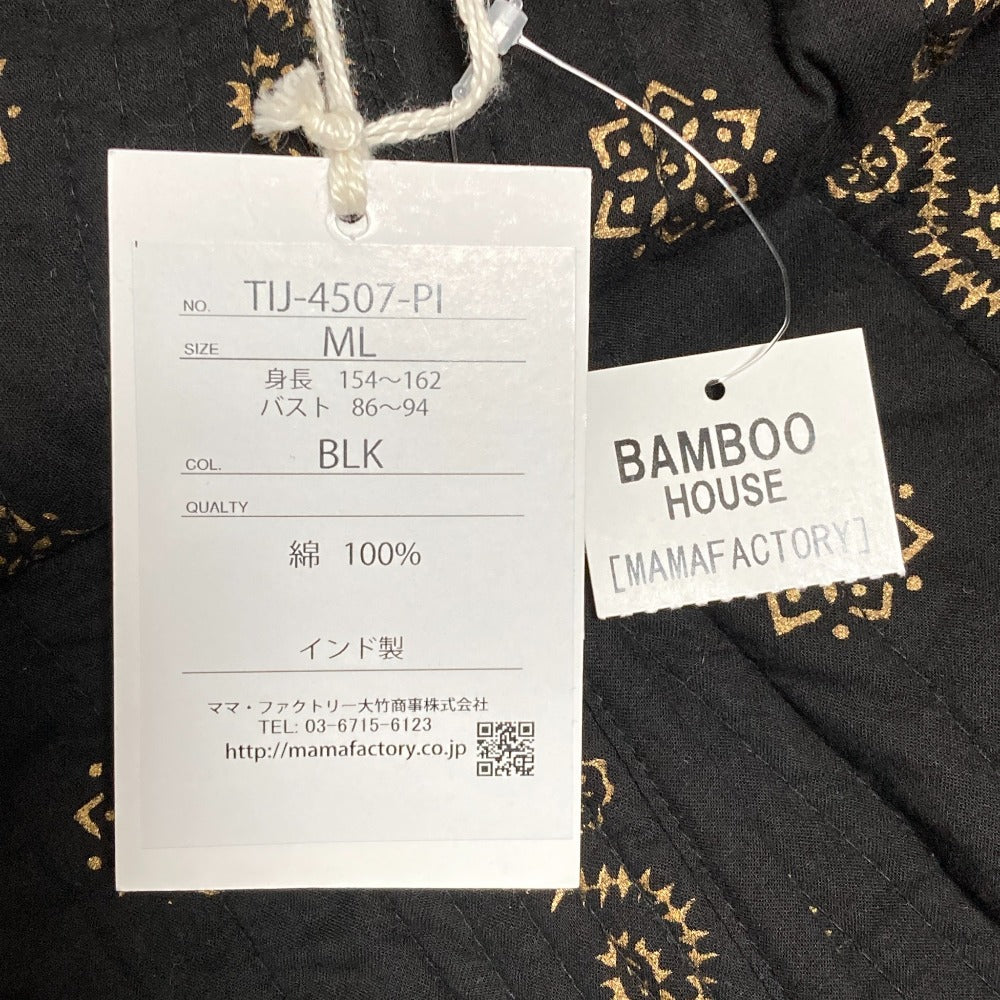 NO. TIJ-4507-PI
SIZE ML
身長 154～162
バスト 86～94
COL. BLK
QUALTY
綿 100%
インド製
ママ・ファクトリー大竹商事株式会社
TEL: 03-6715-6123
http://mamafactory.co.jp
BAMBOO
HOUSE
[MAMAFACTORY]